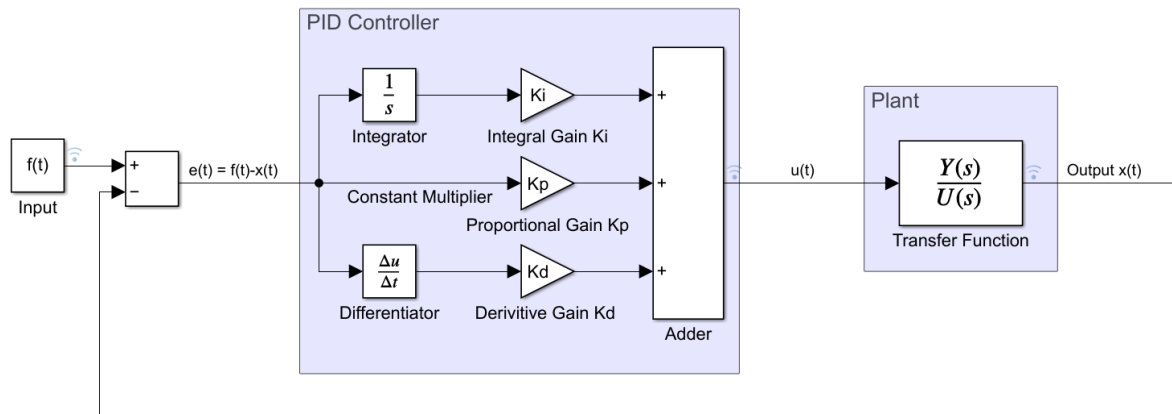 PID Controller
1
s
Integrator
Ki
Integral Gain Ki
f(t)
Input
+
−
e(t) = f(t)-x(t)
Constant Multiplier
Kp
Proportional Gain Kp
Δu
Δt
Differentiator
Kd
Derivitive Gain Kd
+
+
+
Adder
u(t)
Plant
Y(s)
U(s)
Transfer Function
Output x(t)